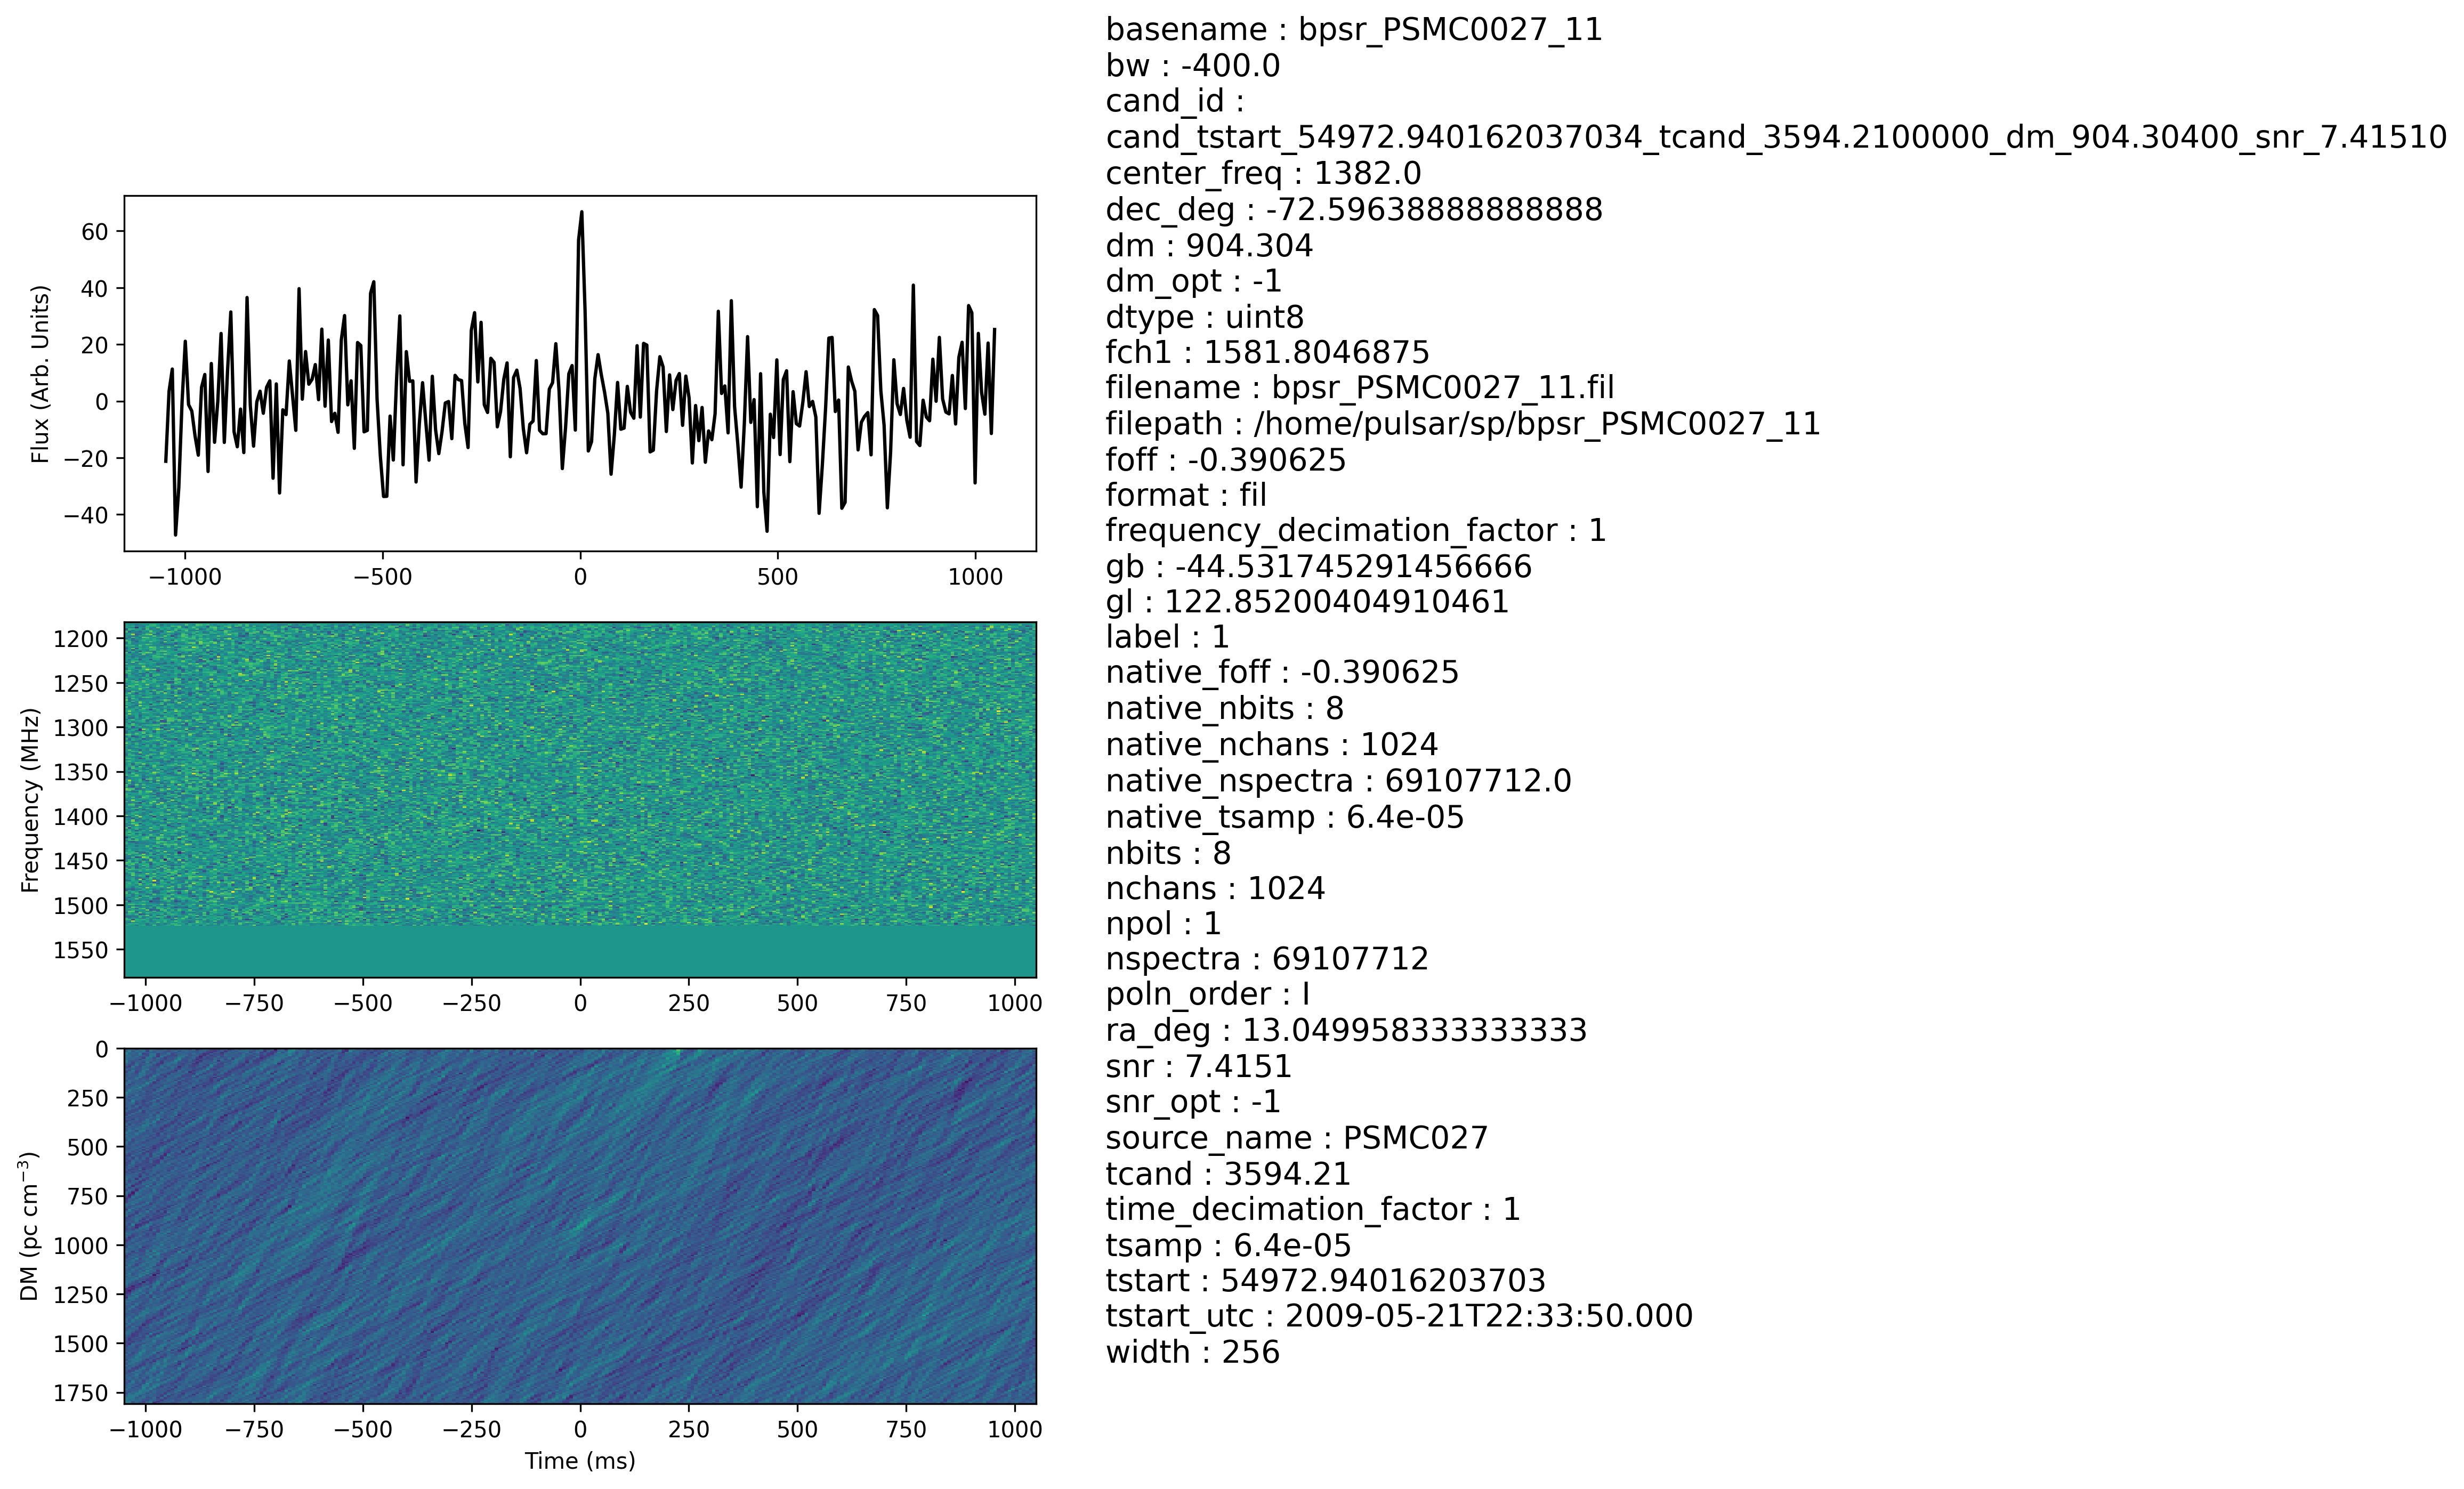 basename : bpsr_PSMC0027_11
bw : -400.0
cand_id :
cand_tstart_54972.940162037034_tcand_3594.2100000_dm_904.30400_snr_7.41510
center_freq : 1382.0
dec_deg : -72.59638888888888
dm : 904.304
dm_opt : -1
dtype : uint8
fch1 : 1581.8046875
filename : bpsr_PSMC0027_11.fil
filepath : /home/pulsar/sp/bpsr_PSMC0027_11
foff : -0.390625
format : fil
frequency_decimation_factor : 1
gb : -44.531745291456666
gl : 122.85200404910461
label : 1
native_foff : -0.390625
native_nbits : 8
native_nchans : 1024
native_nspectra : 69107712.0
native_tsamp : 6.4e-05
nbits : 8
nchans : 1024
npol : 1
nspectra : 69107712
poln_order : I
ra_deg : 13.049958333333333
snr : 7.4151
snr_opt : -1
source_name : PSMC027
tcand : 3594.21
time_decimation_factor : 1
tsamp : 6.4e-05
tstart : 54972.94016203703
tstart_utc : 2009-05-21T22:33:50.000
width : 256
Flux (Arb. Units)
60
40
20
0
−20
−40
−1000 −500 0 500 1000
Frequency (MHz)
1200
1250
1300
1350
1400
1450
1500
1550
−1000 −750 −500 −250 0 250 500 750 1000
DM (pc cm⁻³)
0
250
500
750
1000
1250
1500
1750
−1000 −750 −500 −250 0 250 500 750 1000
Time (ms)